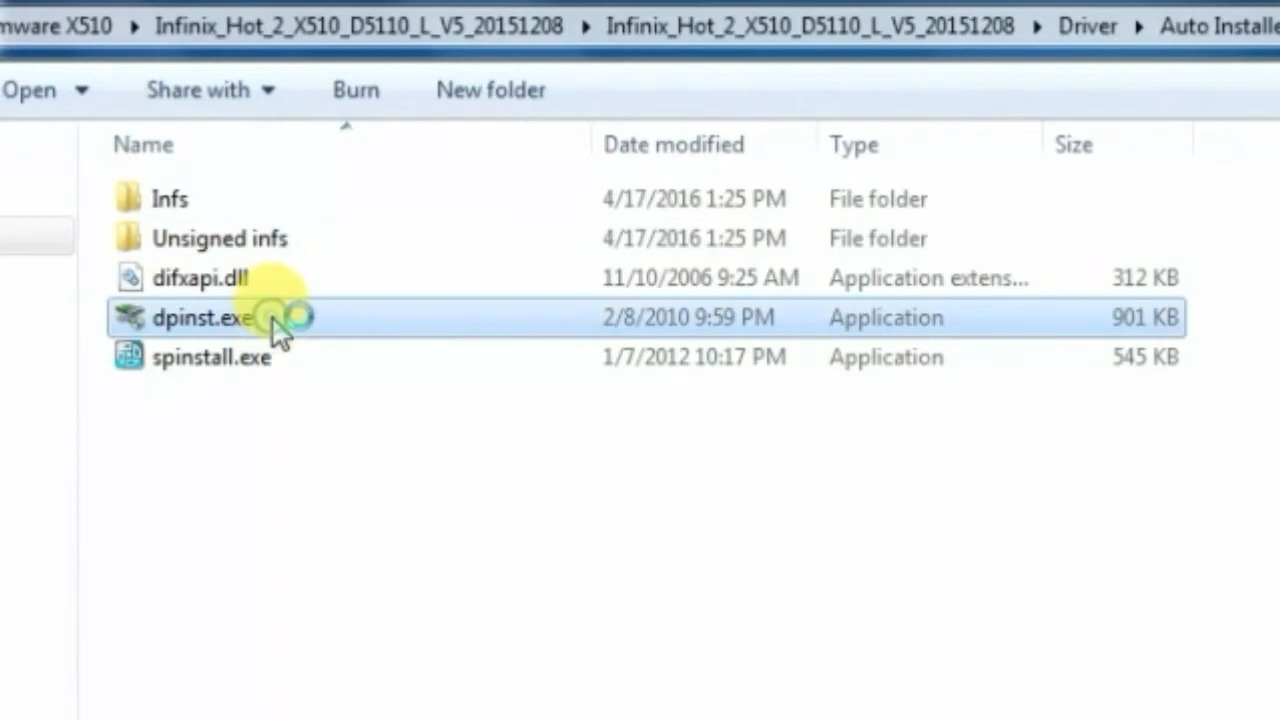 mware X510 Infinix_Hot_2_X510_D5110_L_V5_20151208 Infinix_Hot_2_X510_D5110_L_V5_20151208 Driver Auto Installe
Open Share with Burn New folder
Name Date modified Type Size
Infs 4/17/2016 1:25 PM File folder
Unsigned infs 4/17/2016 1:25 PM File folder
difxapi.dll 11/10/2006 9:25 AM Application extens... 312 KB
dpinst.exe 2/8/2010 9:59 PM Application 901 KB
spinstall.exe 1/7/2012 10:17 PM Application 545 KB